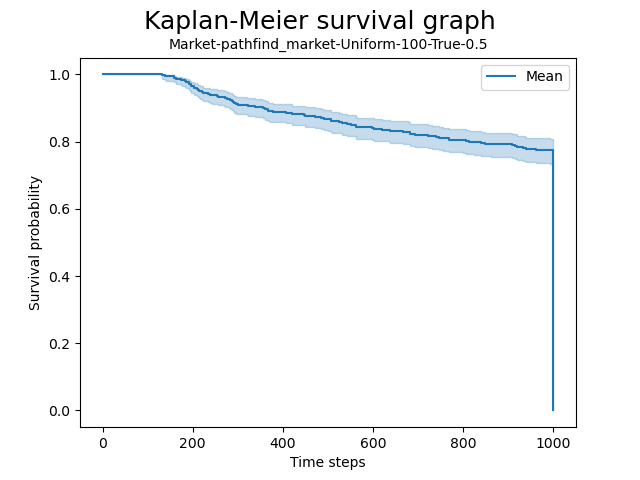 Kaplan-Meier survival graph
Market-pathfind_market-Uniform-100-True-0.5
Mean
1.0
0.8
0.6
0.4
0.2
0.0
Survival probability
0 200 400 600 800 1000
Time steps